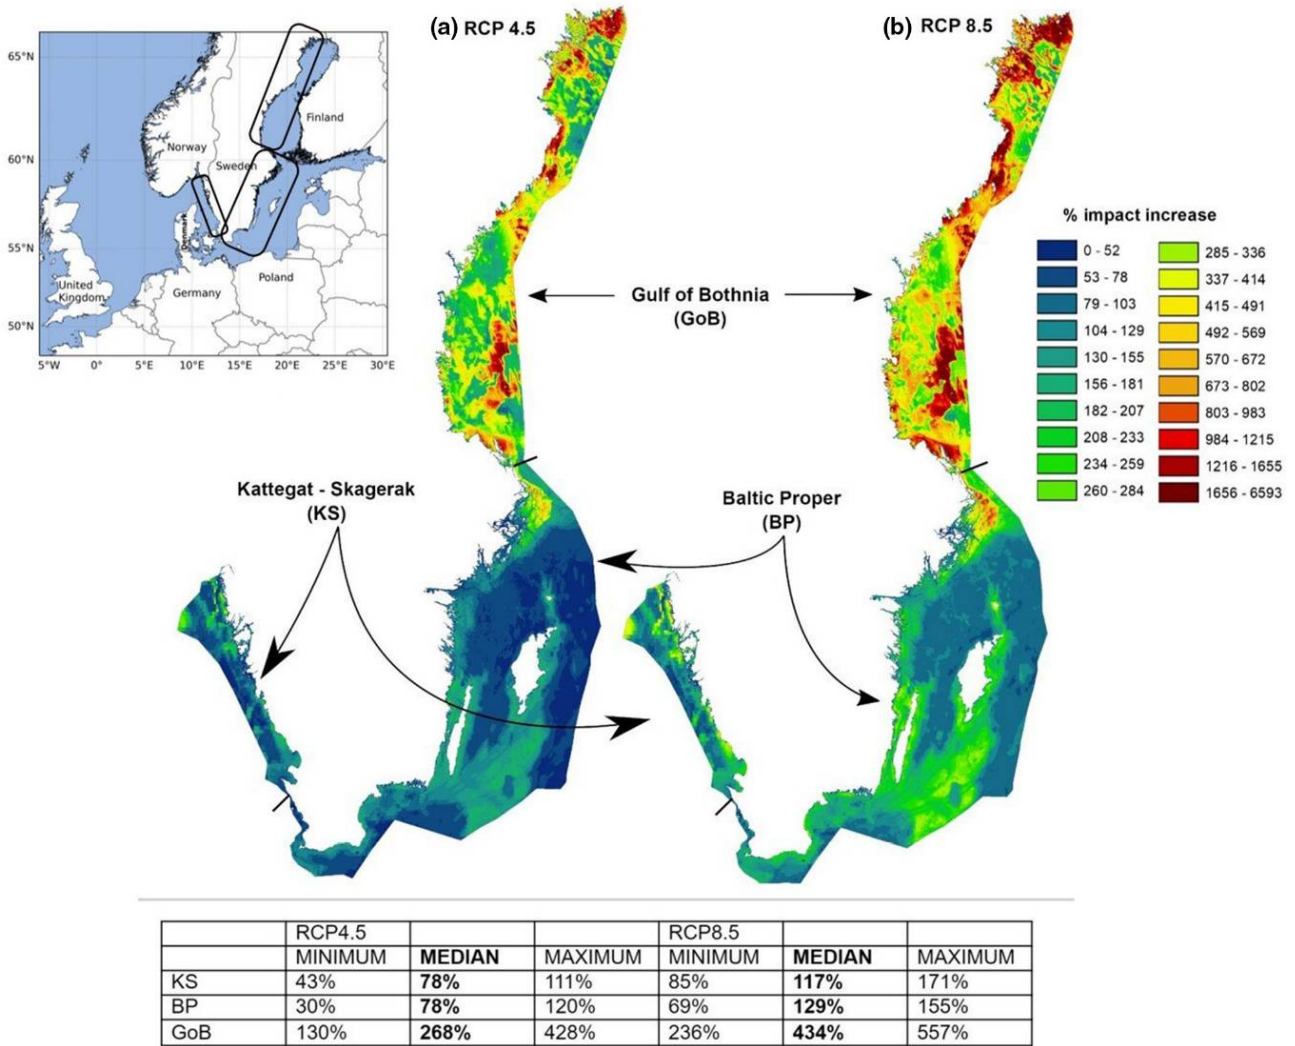 (a) RCP 4.5
(b) RCP 8.5
65°N
60°N
55°N
50°N
5°W 0° 5°E 10°E 15°E 20°E 25°E 30°E
Norway
Sweden
Finland
Denmark
United
Kingdom
Germany
Poland
Gulf of Bothnia
(GoB)
% impact increase
0 - 52
53 - 78
79 - 103
104 - 129
130 - 155
156 - 181
182 - 207
208 - 233
234 - 259
260 - 284
285 - 336
337 - 414
415 - 491
492 - 569
570 - 672
673 - 802
803 - 983
984 - 1215
1216 - 1655
1656 - 6593
Kattegat - Skagerak
(KS)
Baltic Proper
(BP)
RCP4.5 RCP8.5
MINIMUM MEDIAN MAXIMUM MINIMUM MEDIAN MAXIMUM
KS 43% 78% 111% 85% 117% 171%
BP 30% 78% 120% 69% 129% 155%
GoB 130% 268% 428% 236% 434% 557%